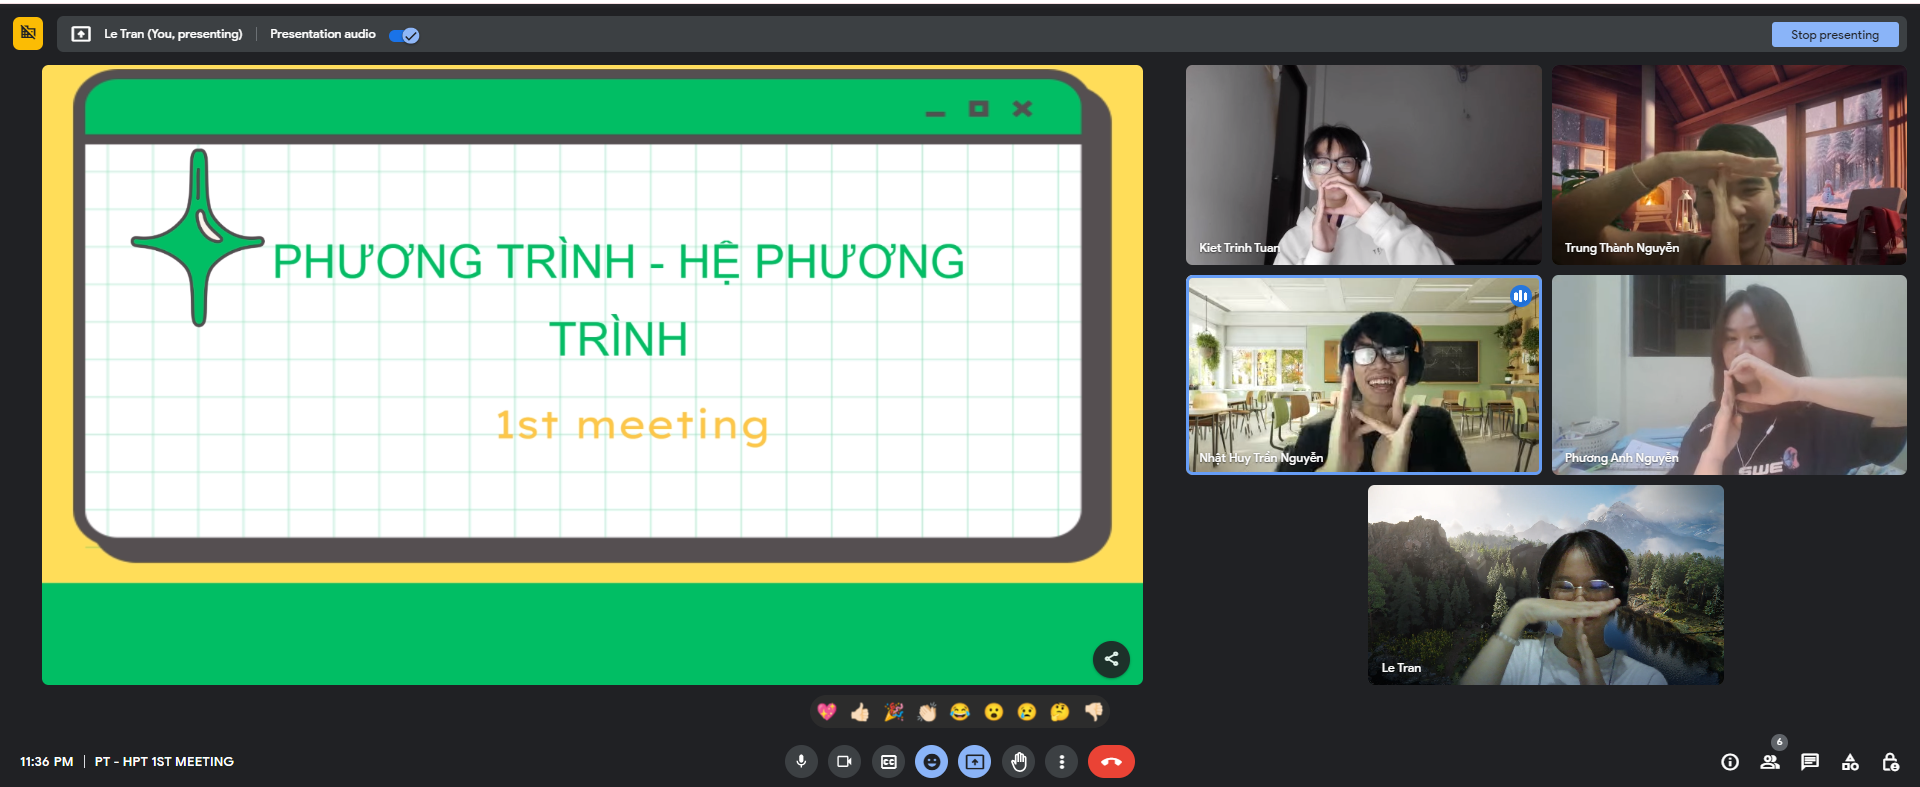 Le Tran (You, presenting)
Presentation audio
Stop presenting
PHƯƠNG TRÌNH - HỆ PHƯƠNG
TRÌNH
1st meeting
Kiet Trinh Tuan
Trung Thành Nguyễn
Nhật Huy Trần Nguyễn
Phương Anh Nguyễn
SWE
Le Tran
11:36 PM
PT - HPT 1ST MEETING
CC
6